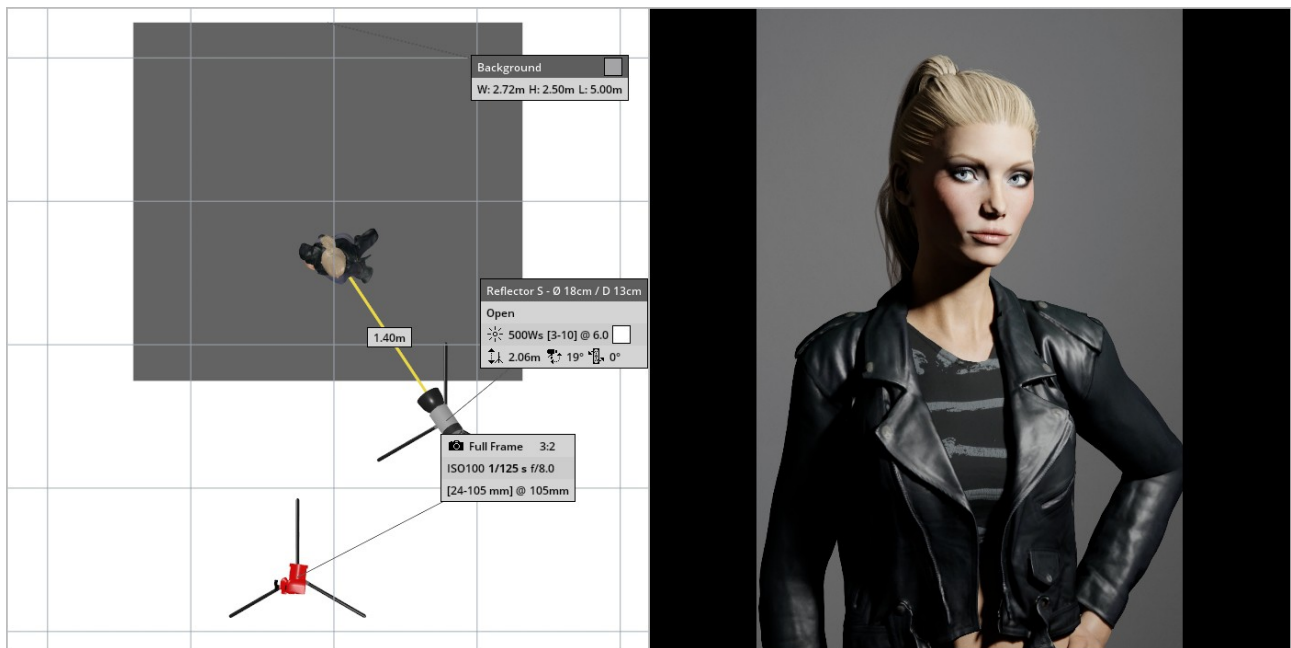 Background
W: 2.72m H: 2.50m L: 5.00m
Reflector S - Ø 18cm / D 13cm
Open
500Ws [3-10] @ 6.0
1.40m
2.06m 19° 0°
Full Frame 3:2
ISO100 1/125 s f/8.0
[24-105 mm] @ 105mm